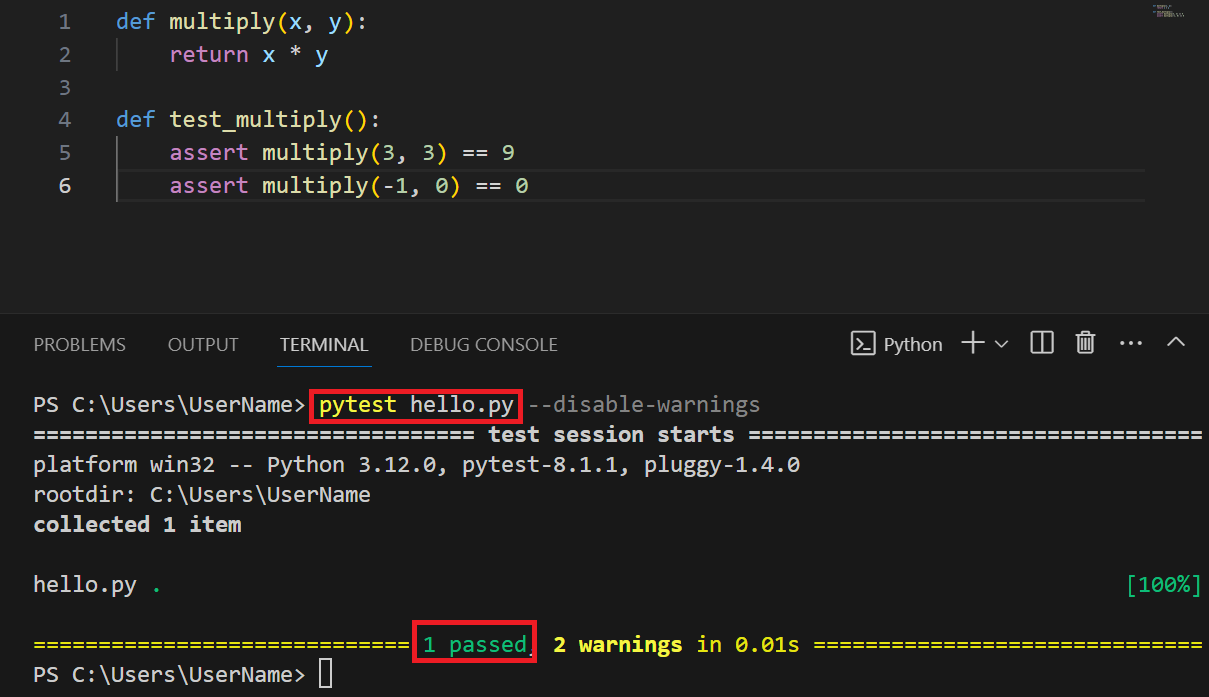 1 def multiply(x, y):
2     return x * y
3
4 def test_multiply():
5     assert multiply(3, 3) == 9
6     assert multiply(-1, 0) == 0
PROBLEMS OUTPUT TERMINAL DEBUG CONSOLE Python
PS C:\Users\UserName> pytest hello.py --disable-warnings
================================== test session starts ===================================
platform win32 -- Python 3.12.0, pytest-8.1.1, pluggy-1.4.0
rootdir: C:\Users\UserName
collected 1 item
hello.py . [100%]
============================= 1 passed, 2 warnings in 0.01s ==============================
PS C:\Users\UserName>